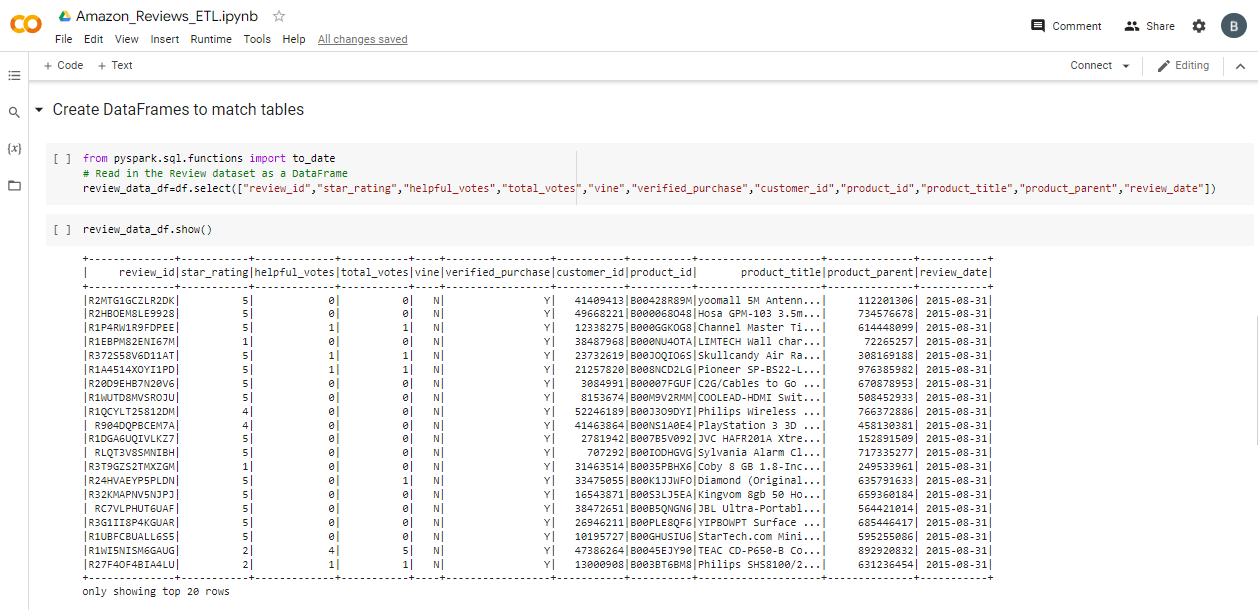 Amazon_Reviews_ETL.ipynb
File Edit View Insert Runtime Tools Help All changes saved
Comment Share B
+ Code + Text
Connect Editing
{x}
Create DataFrames to match tables
[ ] from pyspark.sql.functions import to_date
# Read in the Review dataset as a DataFrame
review_data_df=df.select(["review_id","star_rating","helpful_votes","total_votes","vine","verified_purchase","customer_id","product_id","product_title","product_parent","review_date"])
[ ] review_data_df.show()
+--------------+-----------+-------------+-----------+----+-----------------+-----------+----------+--------------------+--------------+-----------+
|     review_id|star_rating|helpful_votes|total_votes|vine|verified_purchase|customer_id|product_id|       product_title|product_parent|review_date|
+--------------+-----------+-------------+-----------+----+-----------------+-----------+----------+--------------------+--------------+-----------+
|R2MTG1GCZLR2DK|          5|            0|          0|   N|                Y|   41409413|B00428R89M|yoomall 5M Antenn...|     112201306| 2015-08-31|
|R2HBOEM8LE9928|          5|            0|          0|   N|                Y|   49668221|B000068O48|Hosa GPM-103 3.5m...|     734576678| 2015-08-31|
|R1P4RW1R9FDPEE|          5|            1|          1|   N|                Y|   12338275|B000GGKOG8|Channel Master Ti...|     614448099| 2015-08-31|
|R1EBPM82ENI67M|          1|            0|          0|   N|                Y|   38487968|B000NU4OTA|LIMTECH Wall char...|      72265257| 2015-08-31|
|R372S58V6D11AT|          5|            1|          1|   N|                Y|   23732619|B00JOQIO6S|Skullcandy Air Ra...|     308169188| 2015-08-31|
|R1A4514XOYI1PD|          5|            1|          1|   N|                Y|   21257820|B008NCD2LG|Pioneer SP-BS22-L...|     976385982| 2015-08-31|
|R20D9EHB7N20V6|          5|            0|          0|   N|                Y|    3084991|B00007FGUF|C2G/Cables to Go ...|     670878953| 2015-08-31|
|R1WUTD8MVSROJU|          5|            0|          0|   N|                Y|    8153674|B00M9V2RMM|COOLEAD-HDMI Swit...|     508452933| 2015-08-31|
|R1QCYLT25812DM|          4|            0|          0|   N|                Y|   52246189|B00J3O9DYI|Philips Wireless ...|     766372886| 2015-08-31|
| R904DQPBCEM7A|          4|            0|          0|   N|                Y|   41463864|B00NS1A0E4|PlayStation 3 3D ...|     458130381| 2015-08-31|
|R1DGA6UQIVLKZ7|          5|            0|          0|   N|                Y|    2781942|B007B5V092|JVC HAFR201A Xtre...|     152891509| 2015-08-31|
| RLQT3V8SMNIBH|          5|            0|          0|   N|                Y|     707292|B00IODHGVG|Sylvania Alarm Cl...|     717335277| 2015-08-31|
|R3T9GZS2TMXZGM|          1|            0|          0|   N|                Y|   31463514|B0035PBHX6|Coby 8 GB 1.8-Inc...|     249533961| 2015-08-31|
|R24HVAEYP5PLDN|          5|            0|          1|   N|                Y|   33475055|B00K1JJWFO|Diamond (Original...|     635791633| 2015-08-31|
|R32KMAPNV5NJPJ|          5|            0|          0|   N|                Y|   16543871|B00S3LJ5EA|Kingvom 8gb 50 Ho...|     659360184| 2015-08-31|
| RC7VLPHUT6UAF|          5|            0|          0|   N|                Y|   38472651|B00B5QNGN6|JBL Ultra-Portabl...|     564421014| 2015-08-31|
|R3G1II8P4KGUAR|          5|            0|          0|   N|                Y|   26946211|B00PLE8QF6|YIPBOWPT Surface ...|     685446417| 2015-08-31|
|R1UBFCBUALL6S5|          5|            0|          0|   N|                Y|   10195727|B00GHUSIU6|StarTech.com Mini...|     595255086| 2015-08-31|
|R1WI5NISM6GAUG|          2|            4|          5|   N|                Y|   47386264|B0045EJY90|TEAC CD-P650-B Co...|     892920832| 2015-08-31|
|R27F4OF4BIA4LU|          2|            1|          1|   N|                Y|   13000908|B003BT6BM8|Philips SHS8100/2...|     631236454| 2015-08-31|
+--------------+-----------+-------------+-----------+----+-----------------+-----------+----------+--------------------+--------------+-----------+
only showing top 20 rows